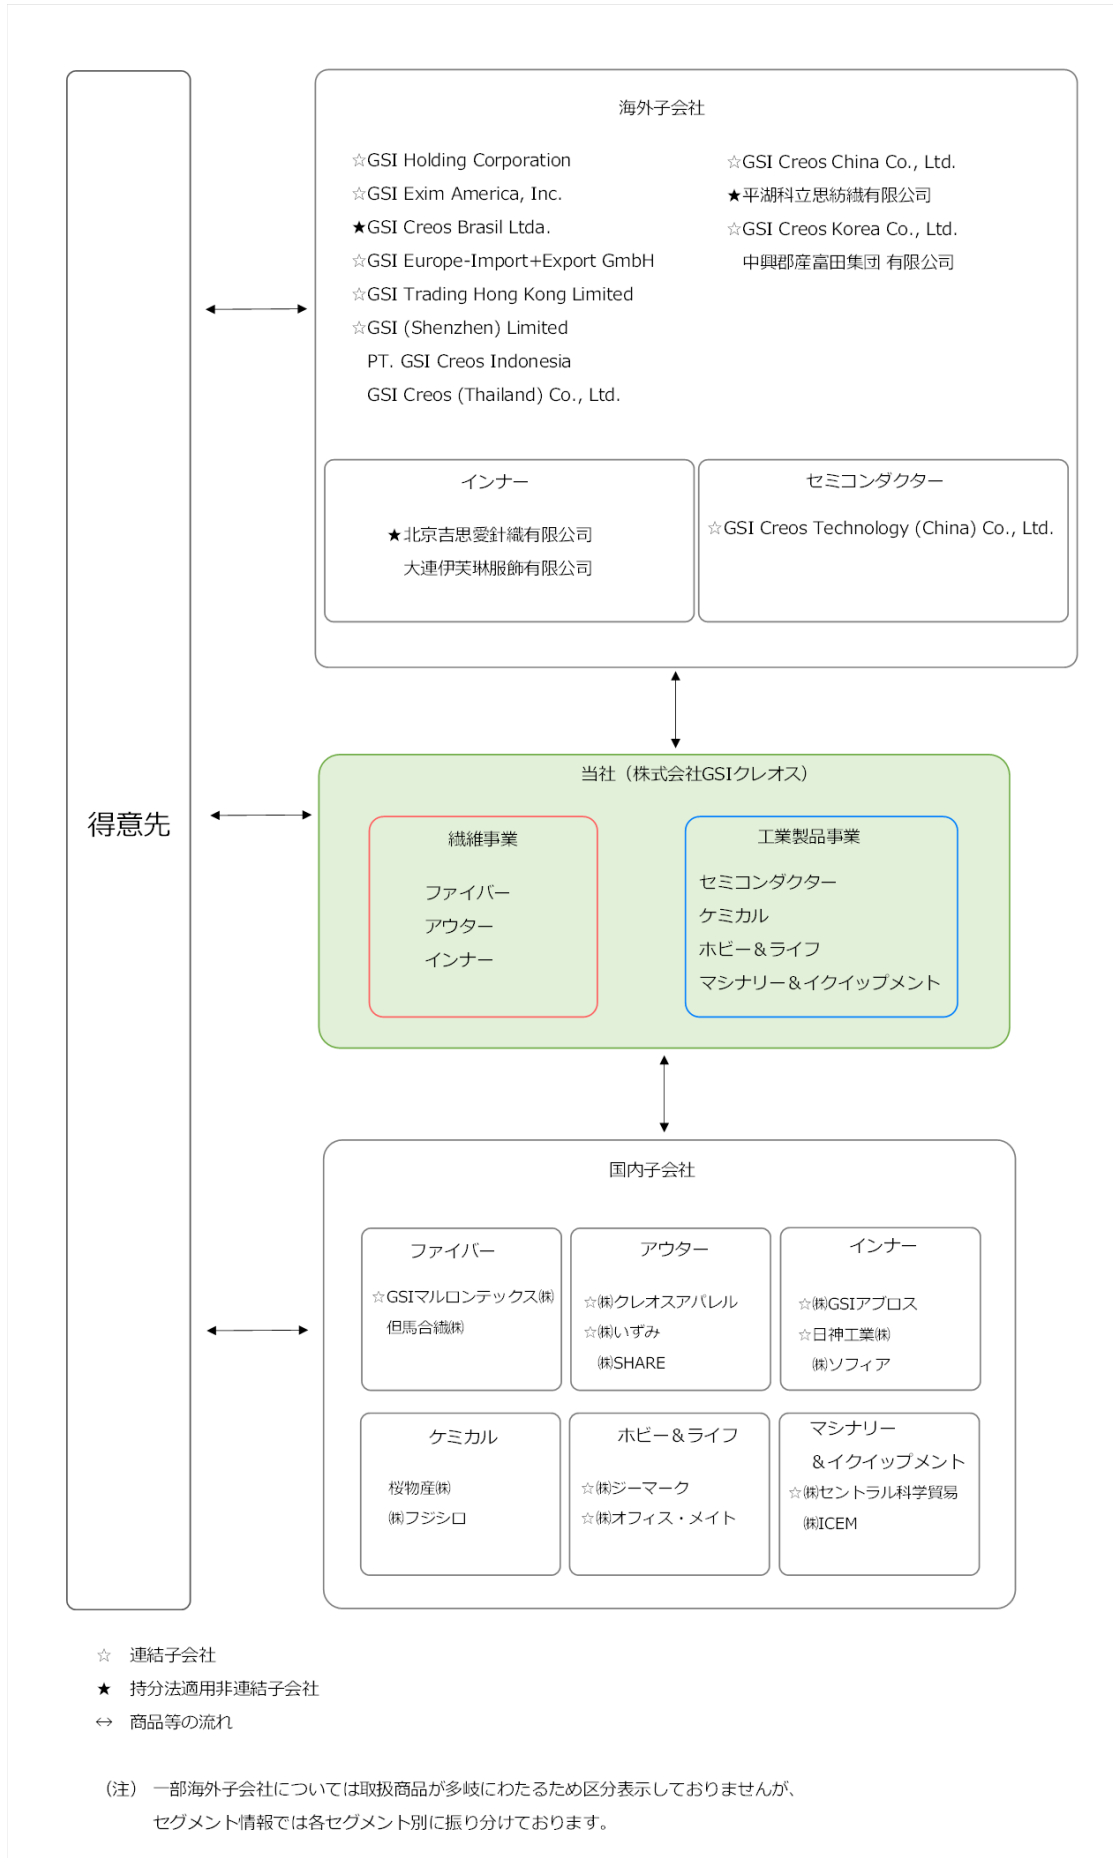 海外子会社
☆GSI Holding Corporation
☆GSI Exim America, Inc.
★GSI Creos Brasil Ltda.
☆GSI Europe-Import+Export GmbH
☆GSI Trading Hong Kong Limited
☆GSI (Shenzhen) Limited
PT. GSI Creos Indonesia
GSI Creos (Thailand) Co., Ltd.
☆GSI Creos China Co., Ltd.
★平湖科立思紡繊有限公司
☆GSI Creos Korea Co., Ltd.
中興郡産富田集団 有限公司
インナー
★北京吉思愛針織有限公司
大連伊芙琳服飾有限公司
セミコンダクター
☆GSI Creos Technology (China) Co., Ltd.
得意先
当社（株式会社GSIクレオス）
繊維事業
ファイバー
アウター
インナー
工業製品事業
セミコンダクター
ケミカル
ホビー＆ライフ
マシナリー＆イクイップメント
国内子会社
ファイバー
☆GSIマルロンテックス㈱
但馬合繊㈱
アウター
☆㈱クレオスアパレル
☆㈱いずみ
㈱SHARE
インナー
☆㈱GSIアブロス
☆日神工業㈱
㈱ソフィア
ケミカル
桜物産㈱
㈱フジシロ
ホビー＆ライフ
☆㈱ジーマーク
☆㈱オフィス・メイト
マシナリー
＆イクイップメント
☆㈱セントラル科学貿易
㈱ICEM
☆ 連結子会社
★ 持分法適用非連結子会社
↔ 商品等の流れ
（注） 一部海外子会社については取扱商品が多岐にわたるため区分表示しておりませんが、
セグメント情報では各セグメント別に振り分けております。